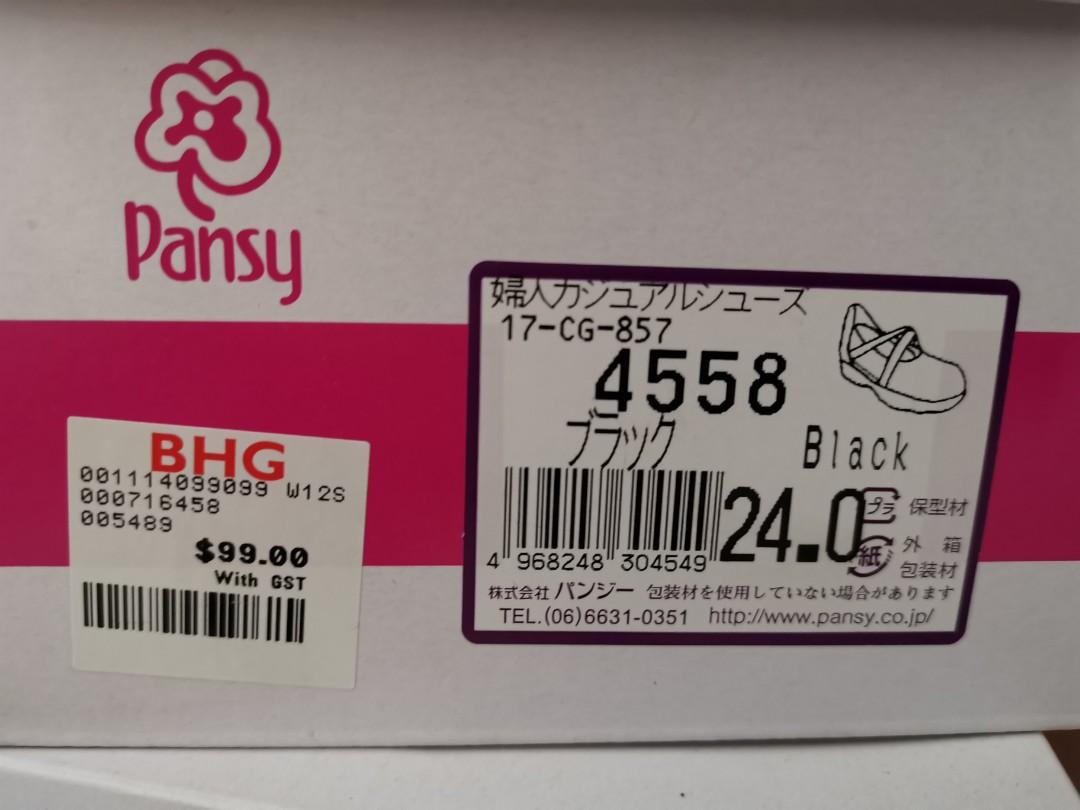 Pansy
婦人カジュアルシューズ
17-CG-857
4558
ブラック Black
24.0
プラ 保型材
紙 外箱
包装材
4 968248 304549
株式会社 パンジー 包装材を使用していない場合があります
TEL.(06)6631-0351 http://www.pansy.co.jp/
BHG
001114099099 W12S
000716458
005489
$99.00
With GST